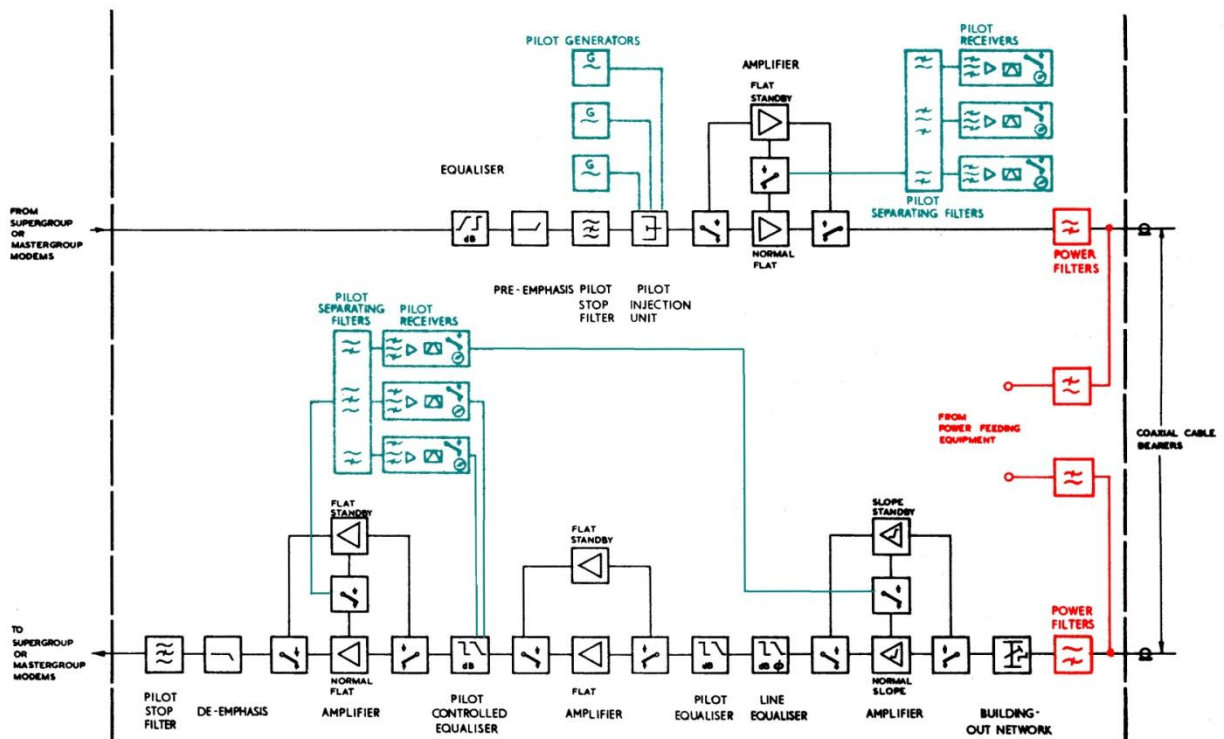 PILOT GENERATORS
G
G
G
AMPLIFIER
FLAT
STANDBY
NORMAL
FLAT
PILOT
RECEIVERS
PILOT
SEPARATING FILTERS
EQUALISER
dB
FROM
SUPERGROUP
OR
MASTERGROUP
MODEMS
PRE-EMPHASIS
PILOT
STOP
FILTER
PILOT
INJECTION
UNIT
POWER
FILTERS
PILOT
SEPARATING
FILTERS
PILOT
RECEIVERS
FROM
POWER FEEDING
EQUIPMENT
COAXIAL CABLE
BEARERS
FLAT
STANDBY
FLAT
STANDBY
SLOPE
STANDBY
TO
SUPERGROUP
OR
MASTERGROUP
MODEMS
PILOT
STOP
FILTER
DE-EMPHASIS
NORMAL
FLAT
AMPLIFIER
dB
PILOT
CONTROLLED
EQUALISER
FLAT
AMPLIFIER
dB
PILOT
EQUALISER
dB ϕ
LINE
EQUALISER
NORMAL
SLOPE
AMPLIFIER
BUILDING-
OUT NETWORK
POWER
FILTERS